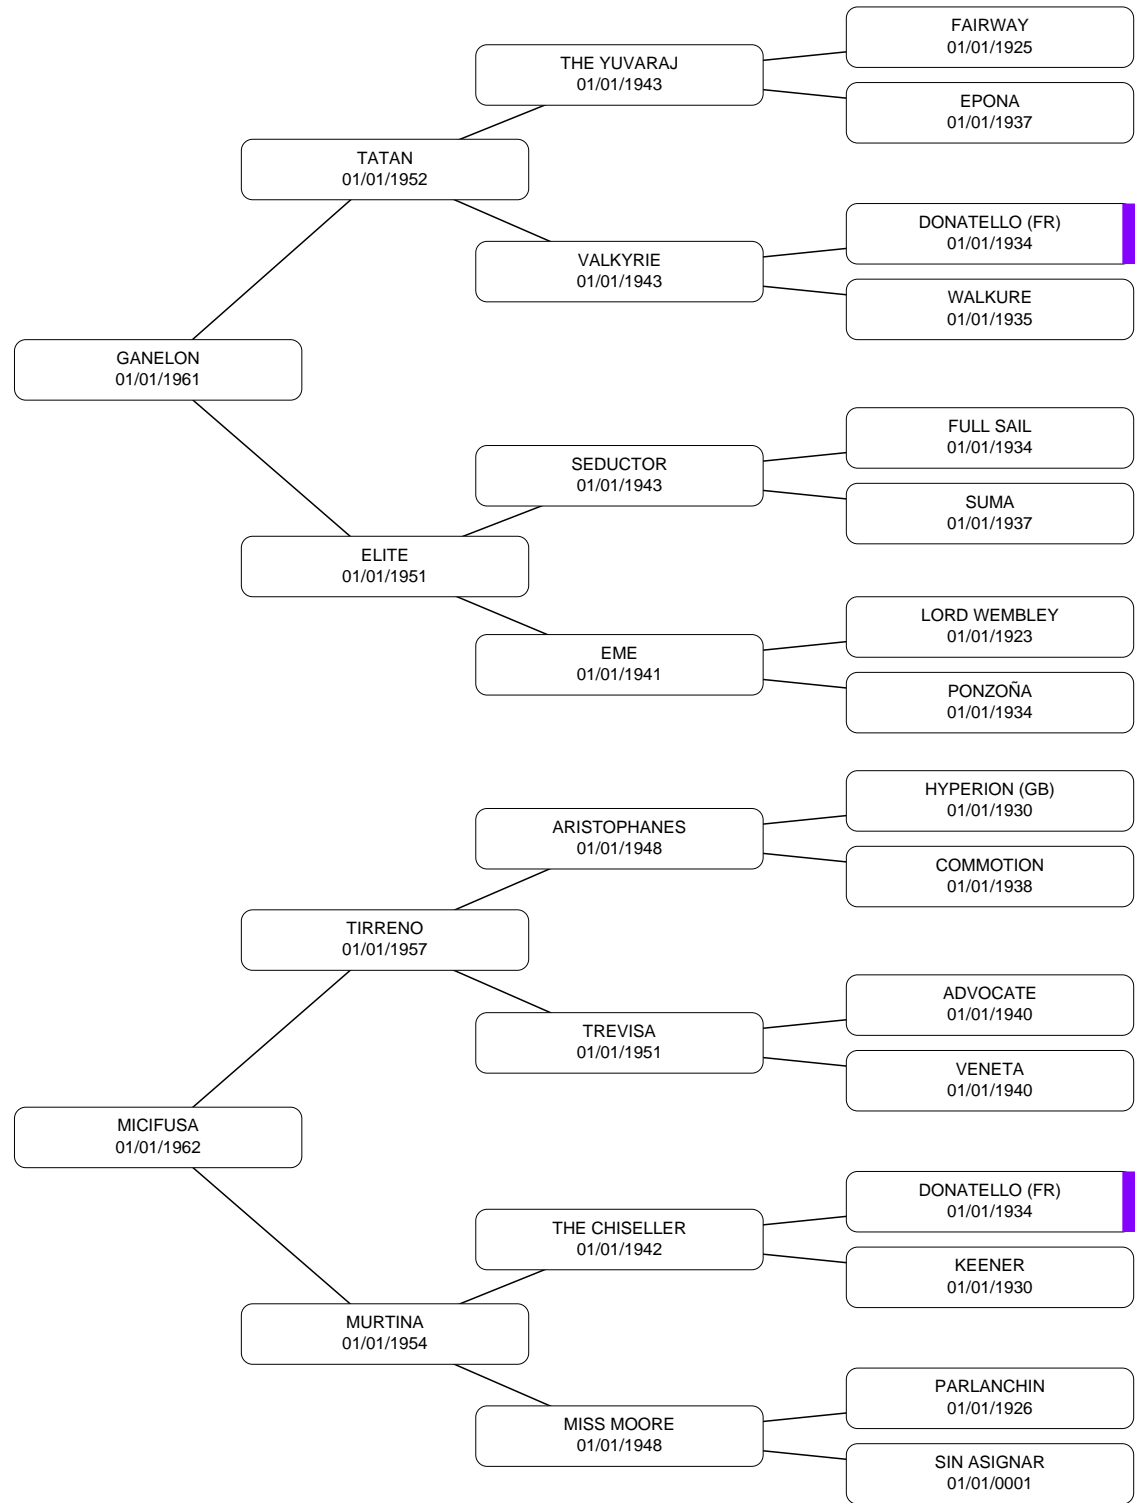 FAIRWAY
01/01/1925
THE YUVARAJ
01/01/1943
EPONA
01/01/1937
TATAN
01/01/1952
DONATELLO (FR)
01/01/1934
VALKYRIE
01/01/1943
WALKURE
01/01/1935
GANELON
01/01/1961
FULL SAIL
01/01/1934
SEDUCTOR
01/01/1943
SUMA
01/01/1937
ELITE
01/01/1951
LORD WEMBLEY
01/01/1923
EME
01/01/1941
PONZOÑA
01/01/1934
HYPERION (GB)
01/01/1930
ARISTOPHANES
01/01/1948
COMMOTION
01/01/1938
TIRRENO
01/01/1957
ADVOCATE
01/01/1940
TREVISA
01/01/1951
VENETA
01/01/1940
MICIFUSA
01/01/1962
DONATELLO (FR)
01/01/1934
THE CHISELLER
01/01/1942
KEENER
01/01/1930
MURTINA
01/01/1954
PARLANCHIN
01/01/1926
MISS MOORE
01/01/1948
SIN ASIGNAR
01/01/0001